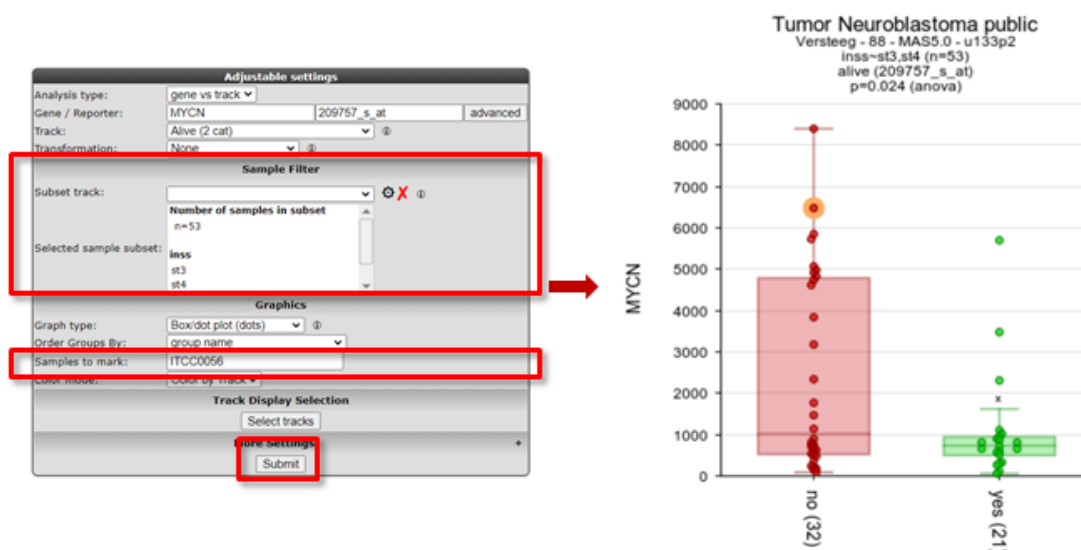 Adjustable settings
Analysis type: gene vs track
Gene / Reporter: MYCN 209757_s_at advanced
Track: Alive (2 cat)
Transformation: None
Sample Filter
Subset track:
Number of samples in subset
n=53
Selected sample subset:
inss
st3
st4
Graphics
Graph type: Box/dot plot (dots)
Order Groups By: group name
Samples to mark: ITCC0056
Color mode: Color by Track
Track Display Selection
Select tracks
More Settings +
Submit
Tumor Neuroblastoma public
Versteeg - 88 - MAS5.0 - u133p2
inss~st3,st4 (n=53)
alive (209757_s_at)
p=0.024 (anova)
9000
8000
7000
6000
5000
4000
3000
2000
1000
0
MYCN
x
no (32)
yes (21)